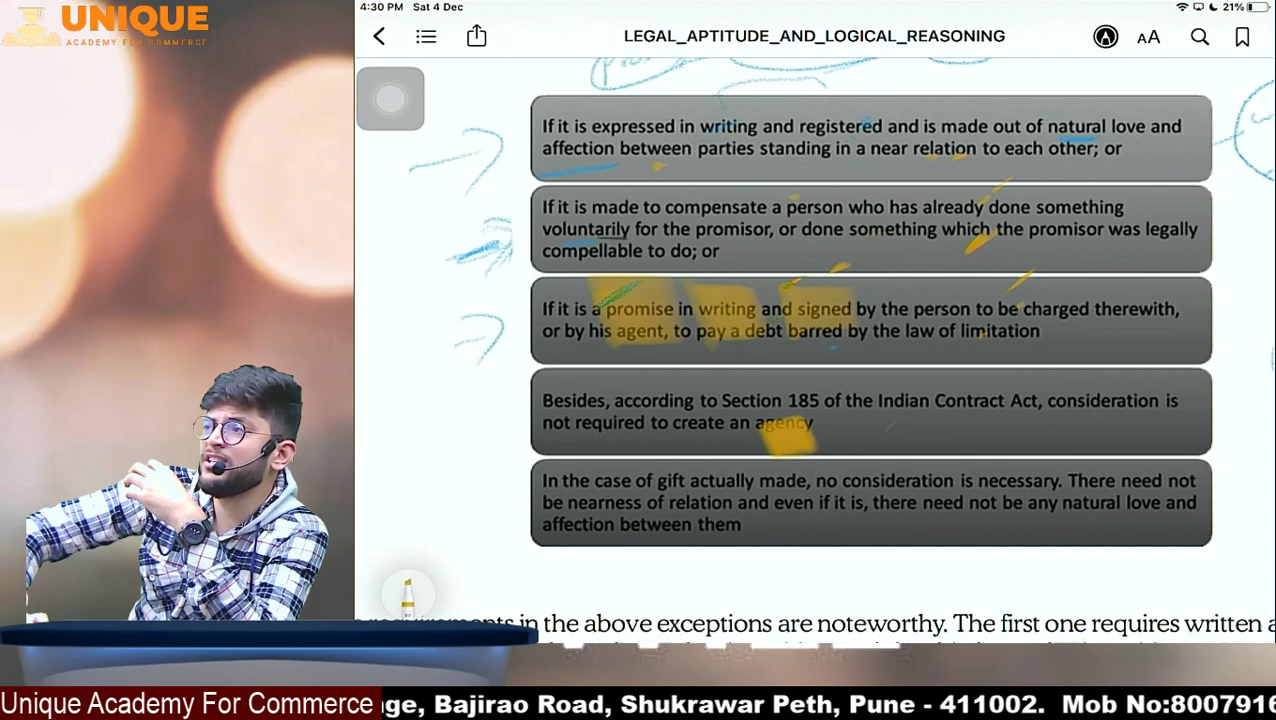 UNIQUE
ACADEMY FOR COMMERCE
4:30 PM Sat 4 Dec
21%
LEGAL_APTITUDE_AND_LOGICAL_REASONING
AA
If it is expressed in writing and registered and is made out of natural love and
affection between parties standing in a near relation to each other; or
If it is made to compensate a person who has already done something
voluntarily for the promisor, or done something which the promisor was legally
compellable to do; or
If it is a promise in writing and signed by the person to be charged therewith,
or by his agent, to pay a debt barred by the law of limitation
Besides, according to Section 185 of the Indian Contract Act, consideration is
not required to create an agency
In the case of gift actually made, no consideration is necessary. There need not
be nearness of relation and even if it is, there need not be any natural love and
affection between them
in the above exceptions are noteworthy. The first one requires written
Unique Academy For Commerce
ge, Bajirao Road, Shukrawar Peth, Pune - 411002. Mob No:8007916